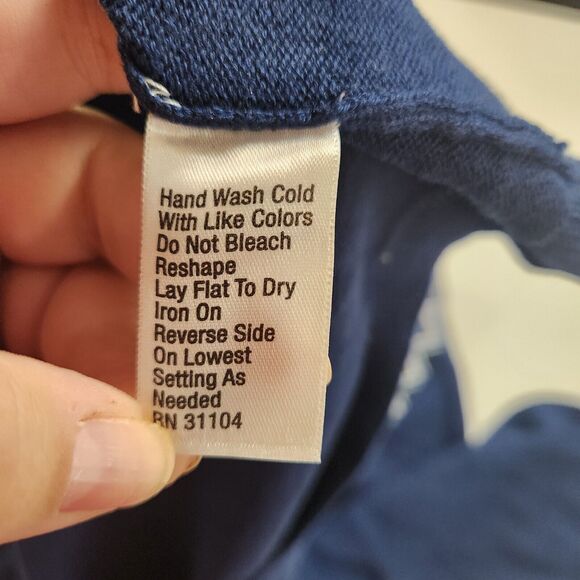 Hand Wash Cold
With Like Colors
Do Not Bleach
Reshape
Lay Flat To Dry
Iron On
Reverse Side
On Lowest
Setting As
Needed
RN 31104